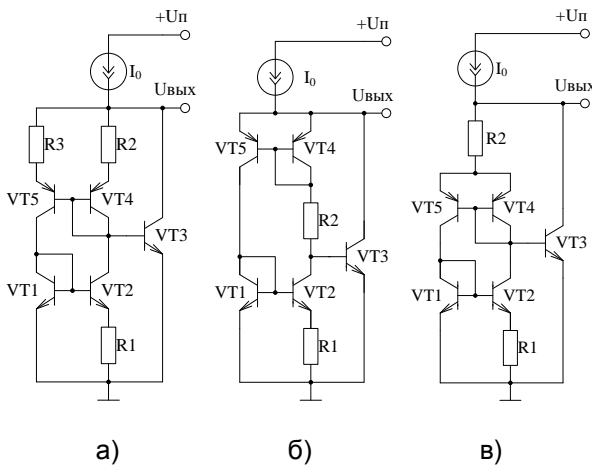 +Uп
+Uп
+Uп
I0
I0
I0
Uвых
Uвых
Uвых
R3
R2
R2
VT5
VT4
VT5
VT4
VT5
VT4
R2
VT3
VT3
VT3
VT1
VT2
VT1
VT2
VT1
VT2
R1
R1
R1
а)
б)
в)